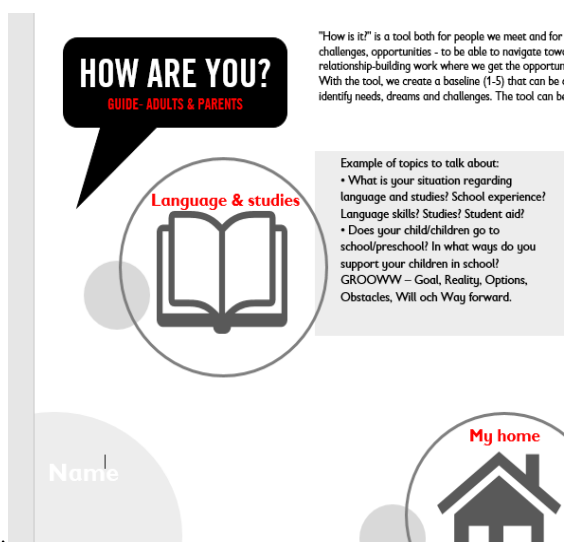 HOW ARE YOU?
GUIDE- ADULTS & PARENTS
"How is it?" is a tool both for people we meet and for
challenges, opportunities - to be able to navigate
relationship-building work where we get the
With the tool, we create a baseline (1-5) that can be
identify needs, dreams and challenges. The tool can
Language & studies
Example of topics to talk about:
• What is your situation regarding
language and studies? School experience?
Language skills? Studies? Student aid?
• Does your child/children go to
school/preschool? In what ways do you
support your children in school?
GROOWW – Goal, Reality, Options,
Obstacles, Will och Way forward.
My home
Name